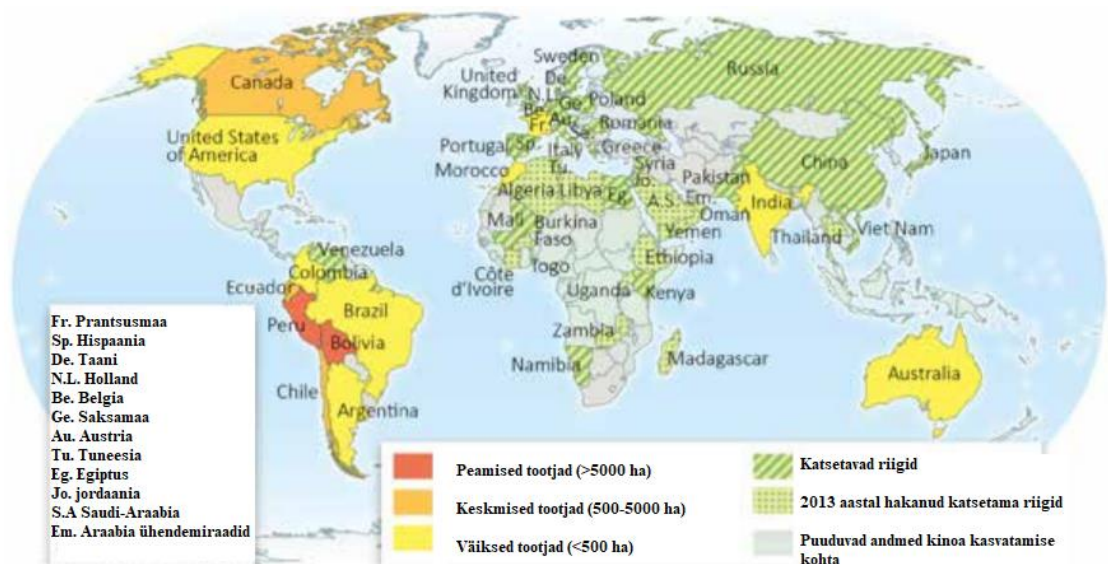 Canada
United States
of America
Venezuela
Colombia
Ecuador
Peru
Brazil
Bolivia
Chile
Argentina
Sweden
United
Kingdom
De.
N.L.
Be.
Ge.
Poland
Fr.
Au.
Romania
Portugal
Sp.
Italy
Greece
Tu.
Morocco
Algeria
Libya
Eg.
Syria
Jo.
A.S.
Em.
Oman
Yemen
Pakistan
Mali
Burkina
Faso
Togo
Côte
d'Ivoire
Ethiopia
Uganda
Kenya
Zambia
Namibia
Madagascar
Russia
China
Japan
India
Thailand
Viet Nam
Australia
Fr. Prantsusmaa
Sp. Hispaania
De. Taani
N.L. Holland
Be. Belgia
Ge. Saksamaa
Au. Austria
Tu. Tuneesia
Eg. Egiptus
Jo. jordaania
S.A Saudi-Araabia
Em. Araabia ühendemiraadid
Peamised tootjad (>5000 ha)
Keskmised tootjad (500-5000 ha)
Väiksed tootjad (<500 ha)
Katsetavad riigid
2013 aastal hakanud katsetama riigid
Puuduvad andmed kinoa kasvatamise
kohta